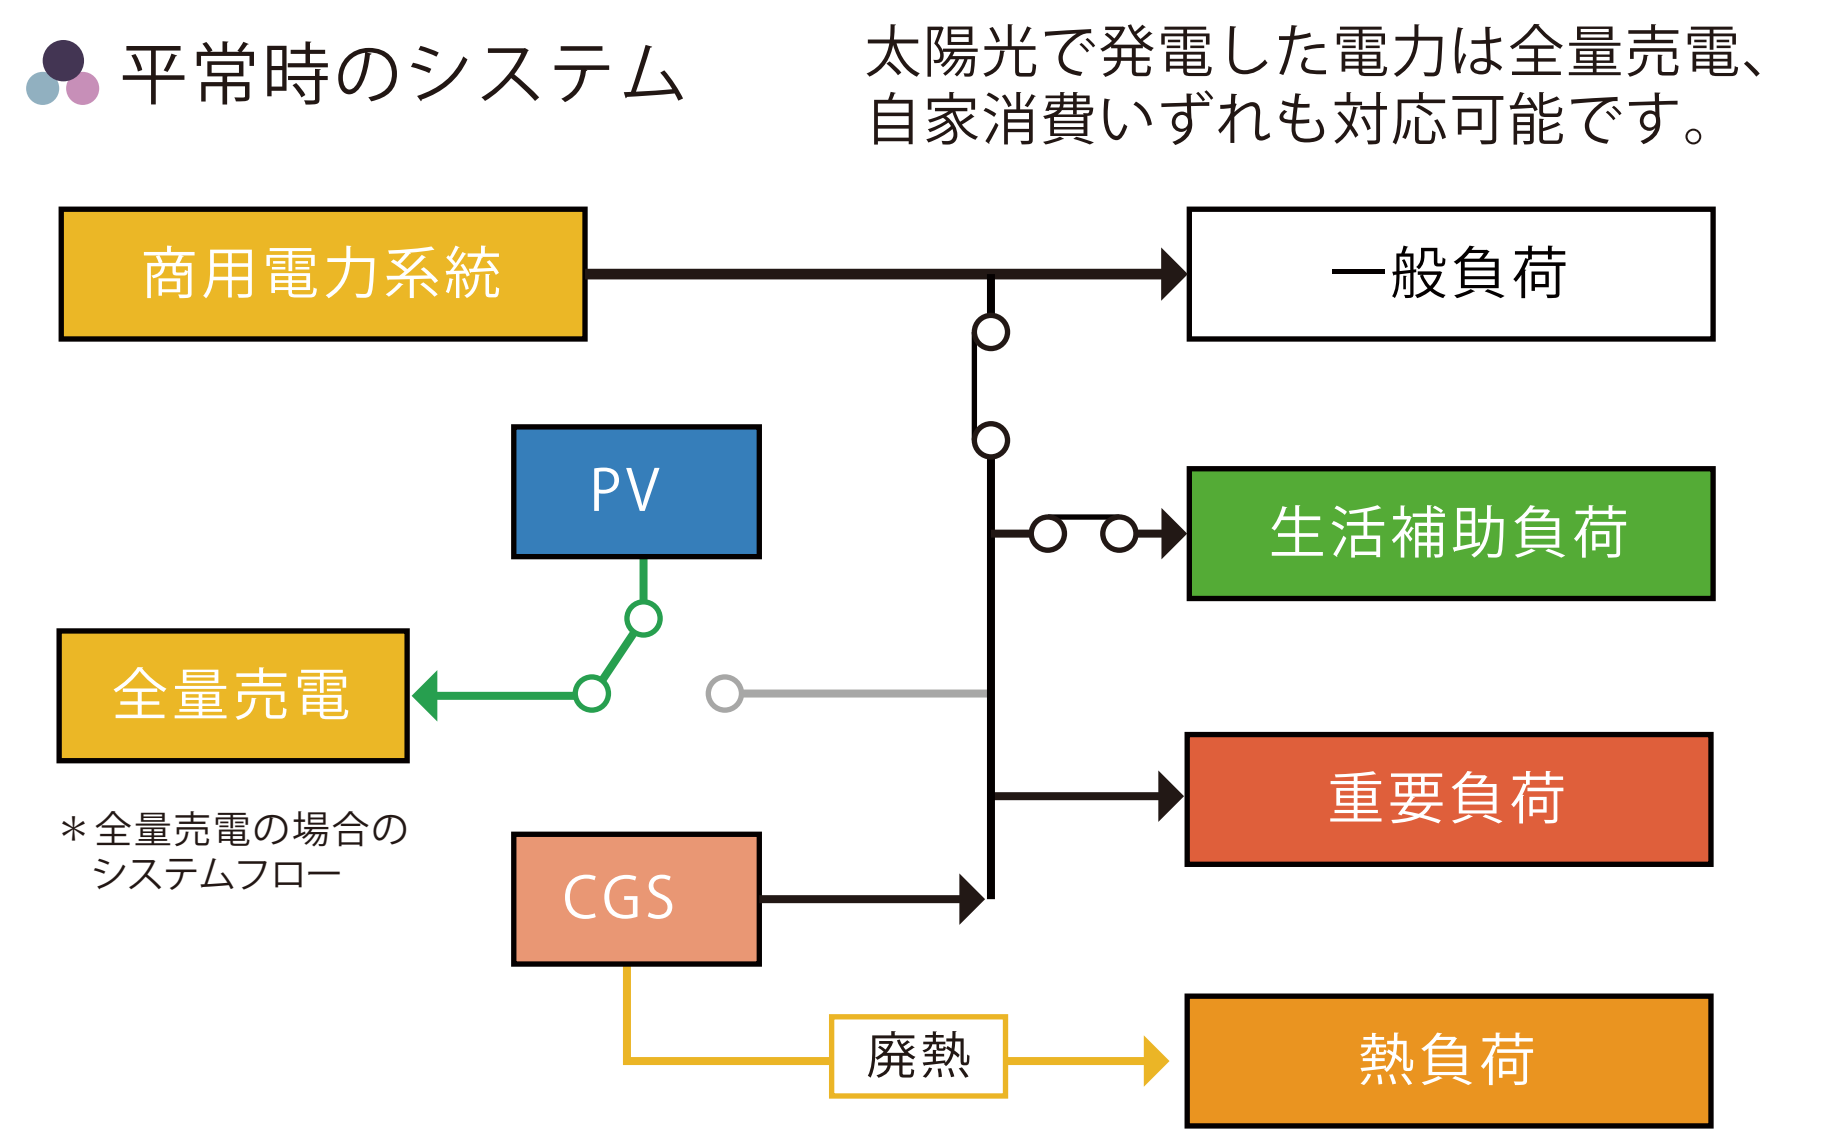 平常時のシステム
太陽光で発電した電力は全量売電、
自家消費いずれも対応可能です。
商用電力系統
一般負荷
PV
生活補助負荷
全量売電
重要負荷
＊全量売電の場合の
システムフロー
CGS
廃熱
熱負荷